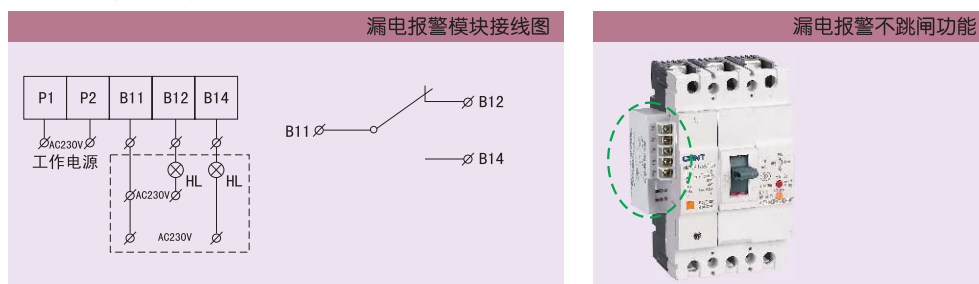 漏电报警模块接线图
P1 P2 B11 B12 B14
AC230V
工作电源
HL HL
AC230V
AC230V
B12
B11
B14
漏电报警不跳闸功能
CHNT